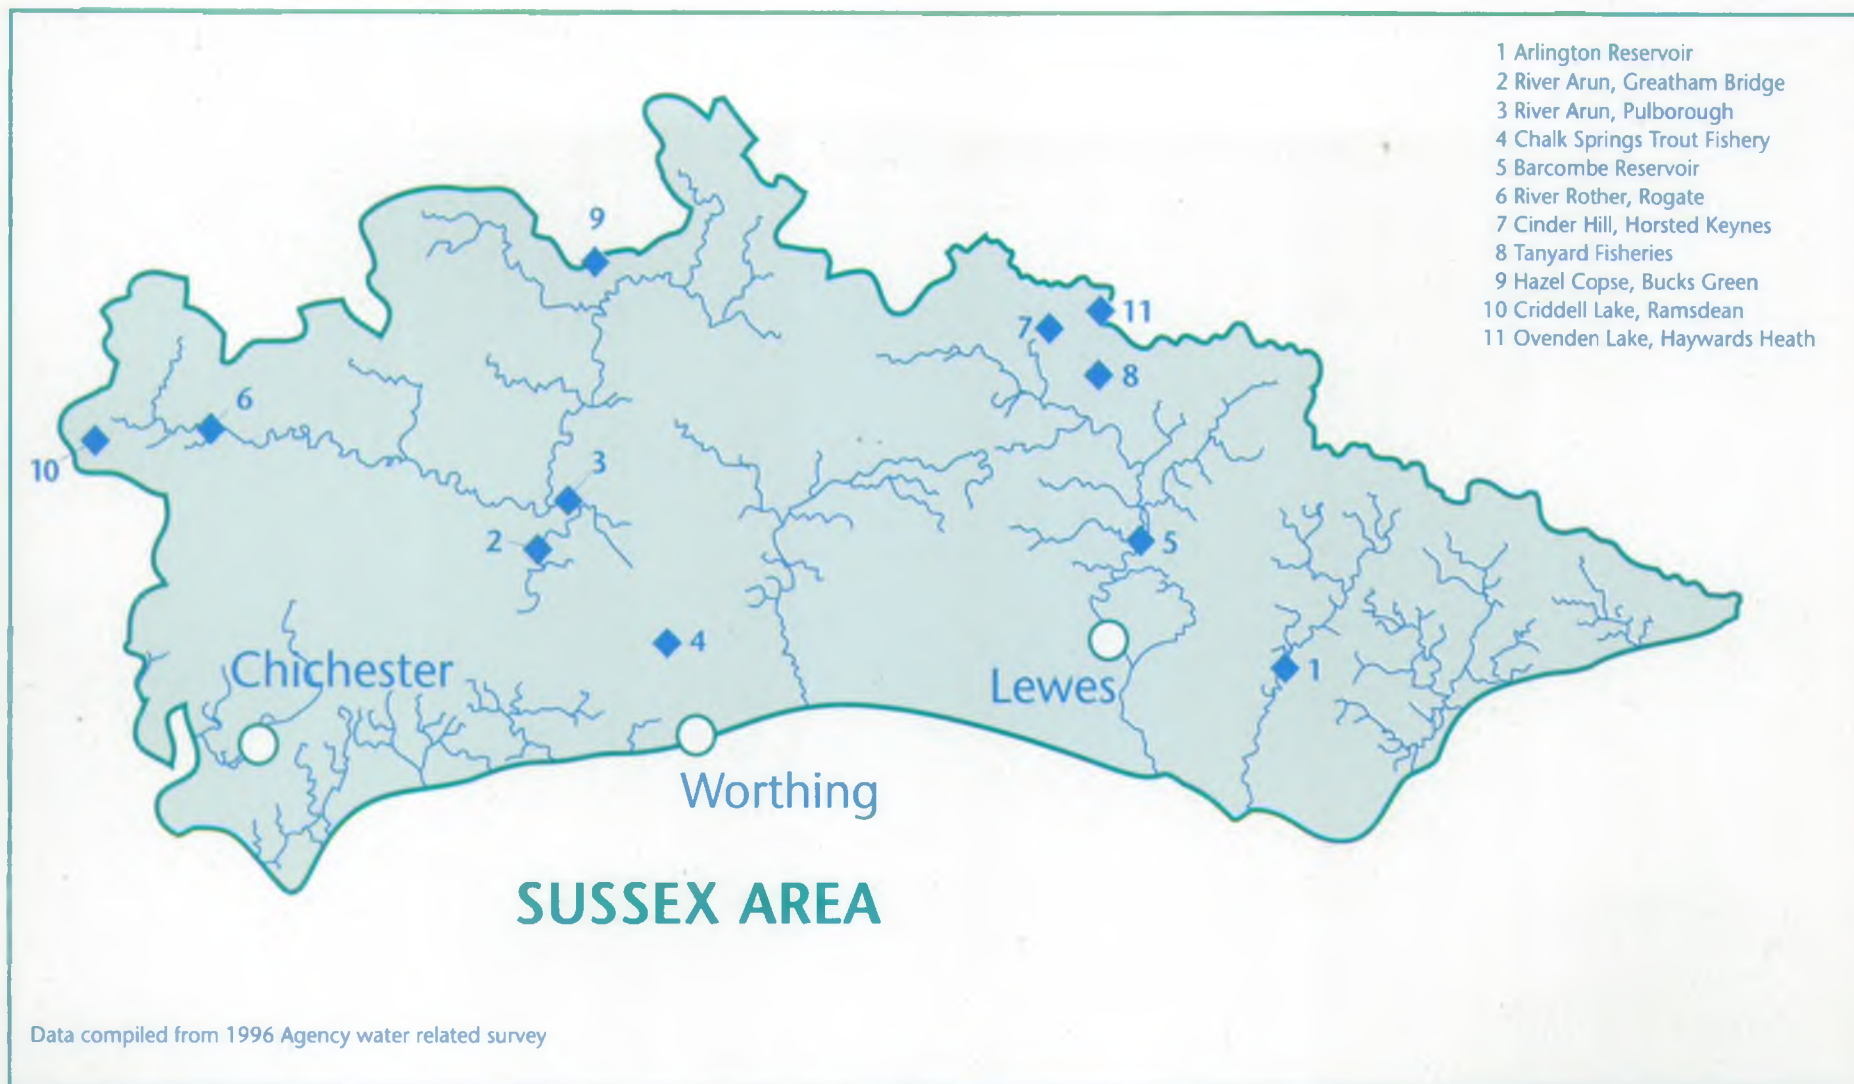 1 Arlington Reservoir
2 River Arun, Greatham Bridge
3 River Arun, Pulborough
4 Chalk Springs Trout Fishery
5 Barcombe Reservoir
6 River Rother, Rogate
7 Cinder Hill, Horsted Keynes
8 Tanyard Fisheries
9 Hazel Copse, Bucks Green
10 Criddell Lake, Ramsdean
11 Ovenden Lake, Haywards Heath
9
11
7
8
6
10
3
2
5
4
1
Chichester
Lewes
Worthing
SUSSEX AREA
Data compiled from 1996 Agency water related survey